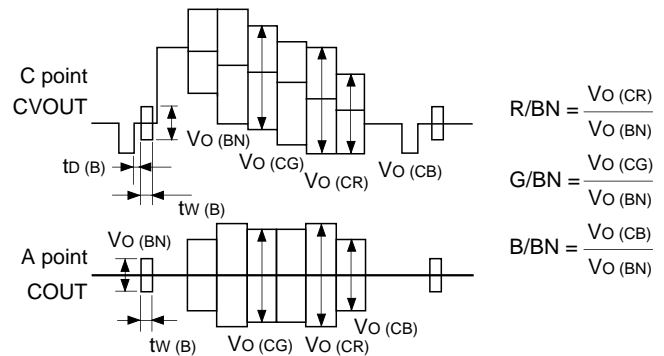 C point
CVOUT
VO (BN)
VO (CG)
VO (CR)
VO (CB)
tD (B)
tW (B)
R/BN = VO (CR)
VO (BN)
G/BN = VO (CG)
VO (BN)
B/BN = VO (CB)
VO (BN)
VO (BN)
A point
COUT
tW (B)
VO (CG)
VO (CR)
VO (CB)